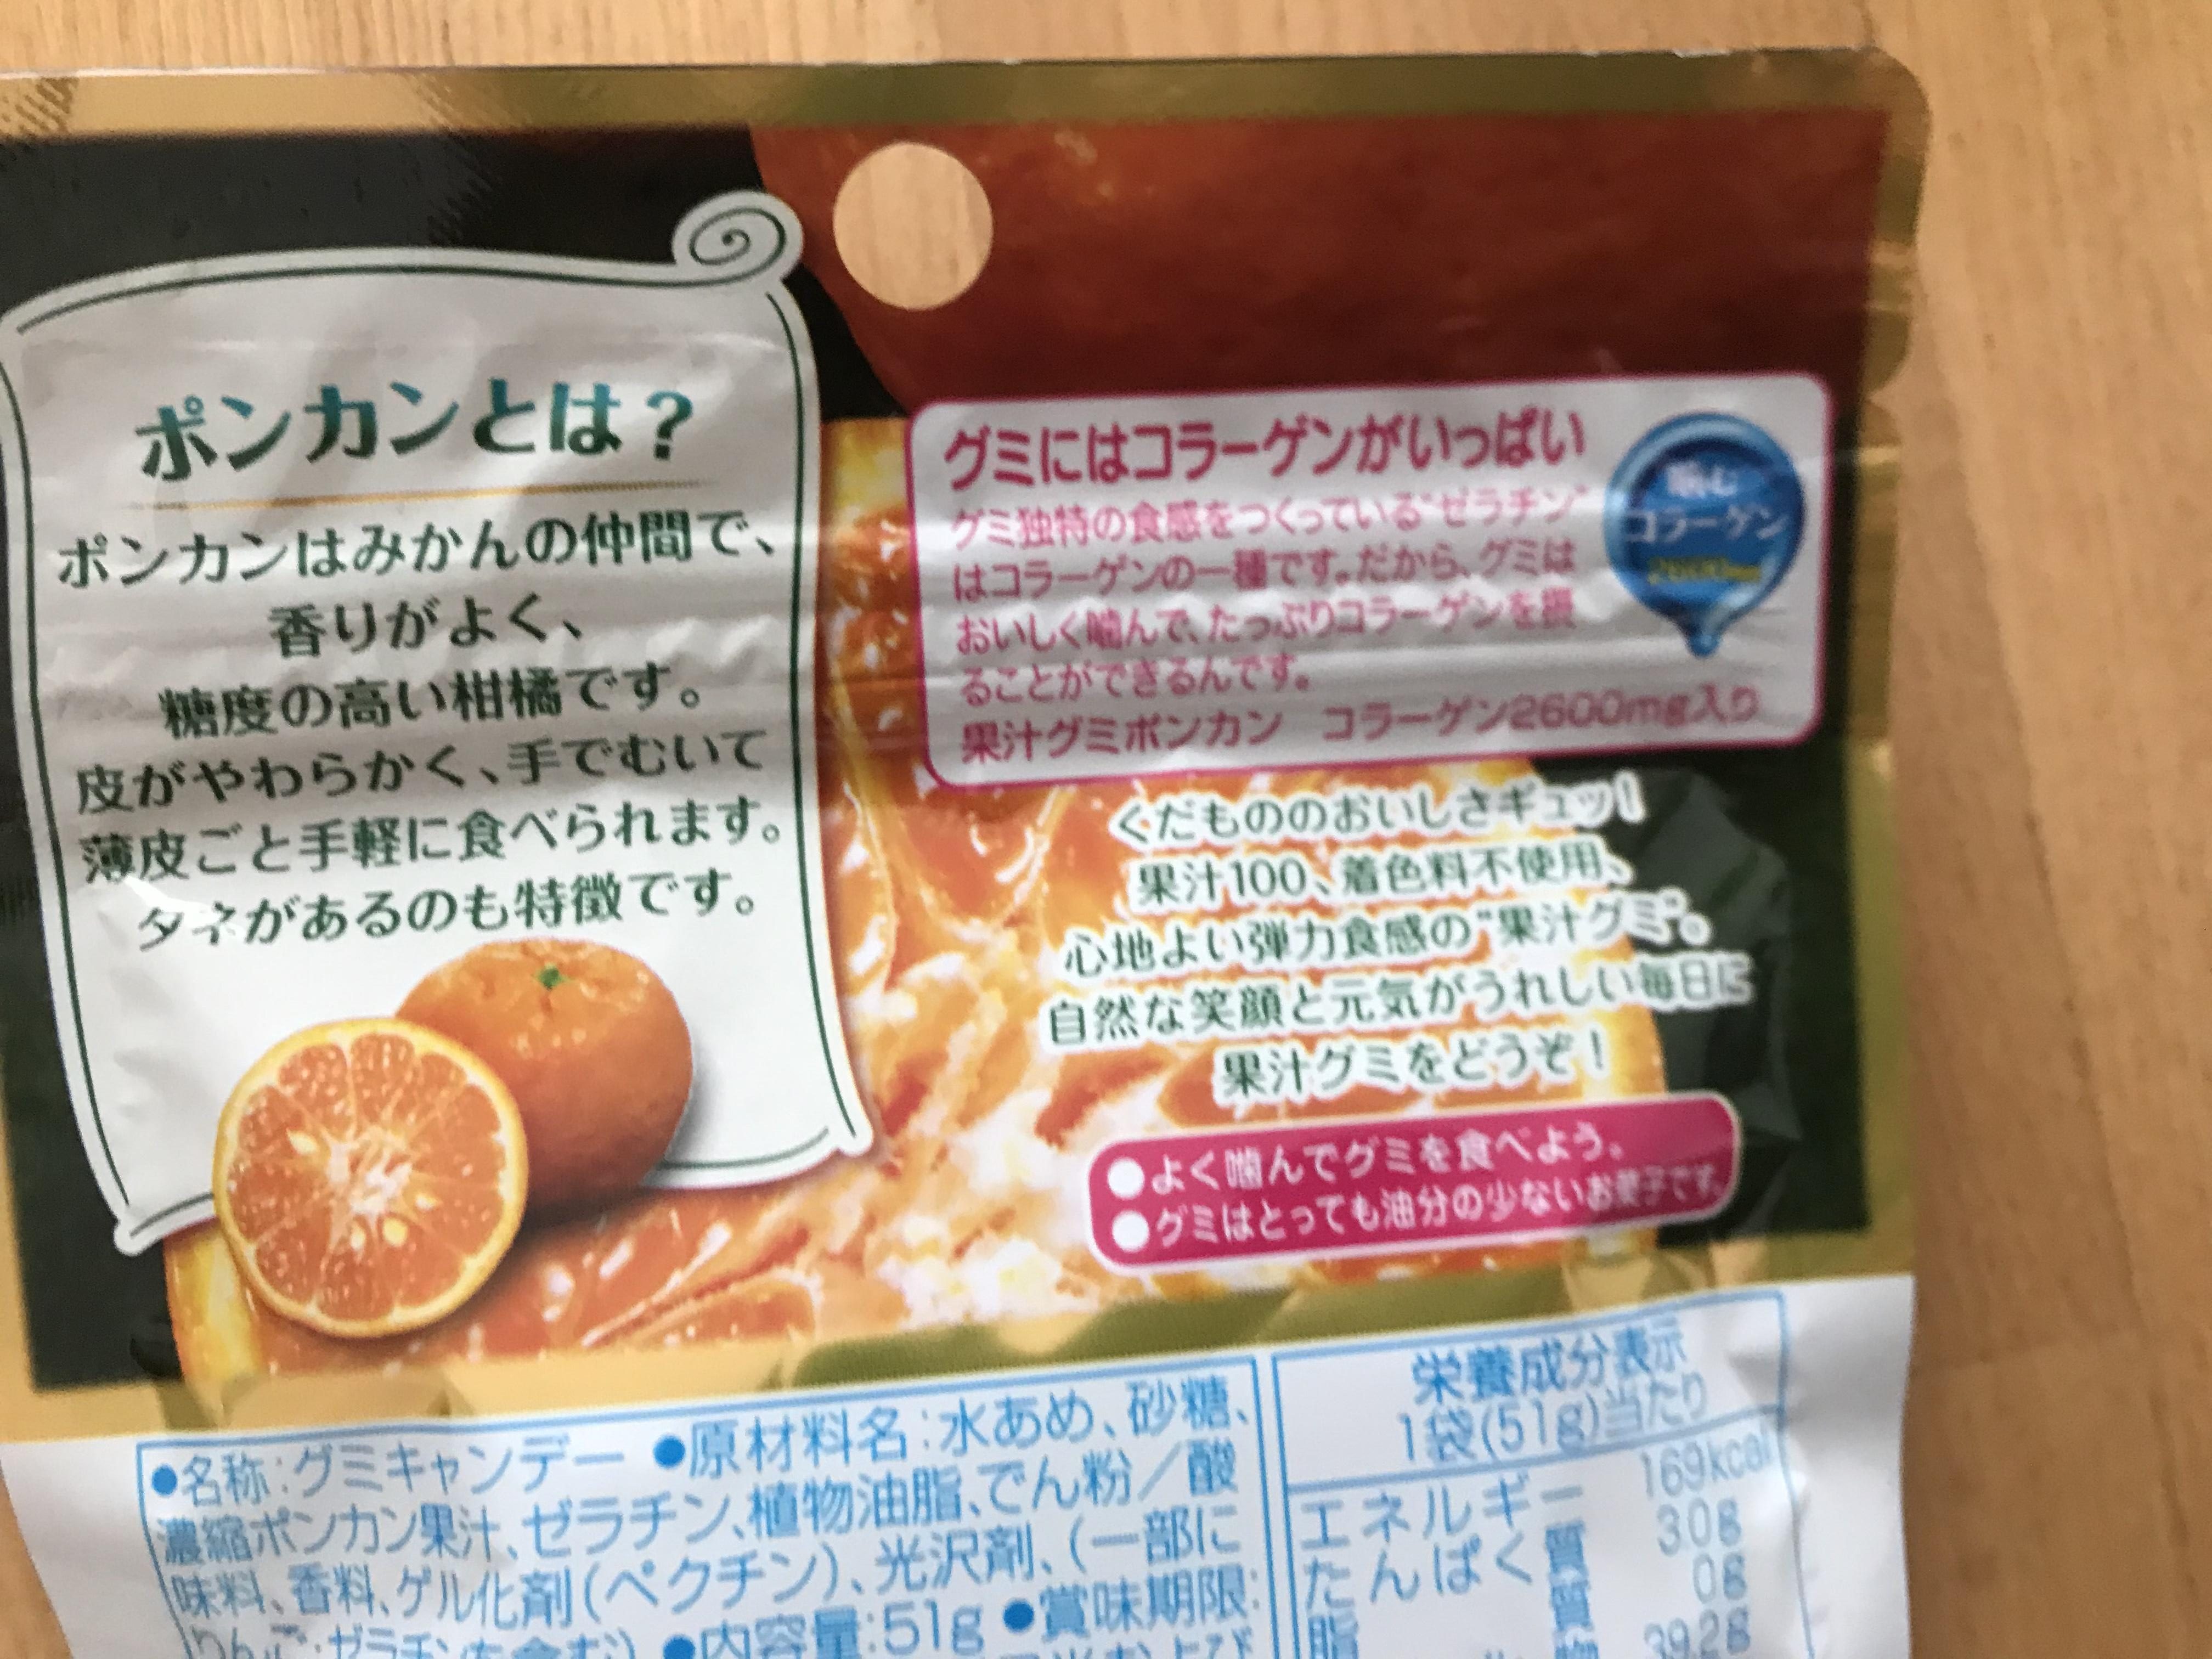 ポンカンとは？
ポンカンはみかんの仲間で、
香りがよく、
糖度の高い柑橘です。
皮がやわらかく、手でむいて
薄皮ごと手軽に食べられます。
タネがあるのも特徴です。
グミにはコラーゲンがいっぱい
グミ独特の食感をつくっている“ゼラチン”
はコラーゲンの一種です。だから、グミは
おいしく噛んで、たっぷりコラーゲンを摂
ることができるんです。
果汁グミポンカン コラーゲン2600mg入り
噛む
コラーゲン
2600mg
くだもののおいしさギュッ！
果汁100、着色料不使用、
心地よい弾力食感の“果汁グミ”。
自然な笑顔と元気がうれしい毎日に
果汁グミをどうぞ！
●よく噛んでグミを食べよう。
●グミはとっても油分の少ないお菓子です。
●名称：グミキャンデー ●原材料名：水あめ、砂糖、
濃縮ポンカン果汁、ゼラチン、植物油脂、でん粉／酸
味料、香料、ゲル化剤(ペクチン)、光沢剤、(一部に
りんご・ゼラチンを含む) ●内容量：51g ●賞味期限：
栄養成分表示
1袋(51g)当たり
エネルギー 169kcal
たんぱく質 3.0g
脂 質 0g
39.2g